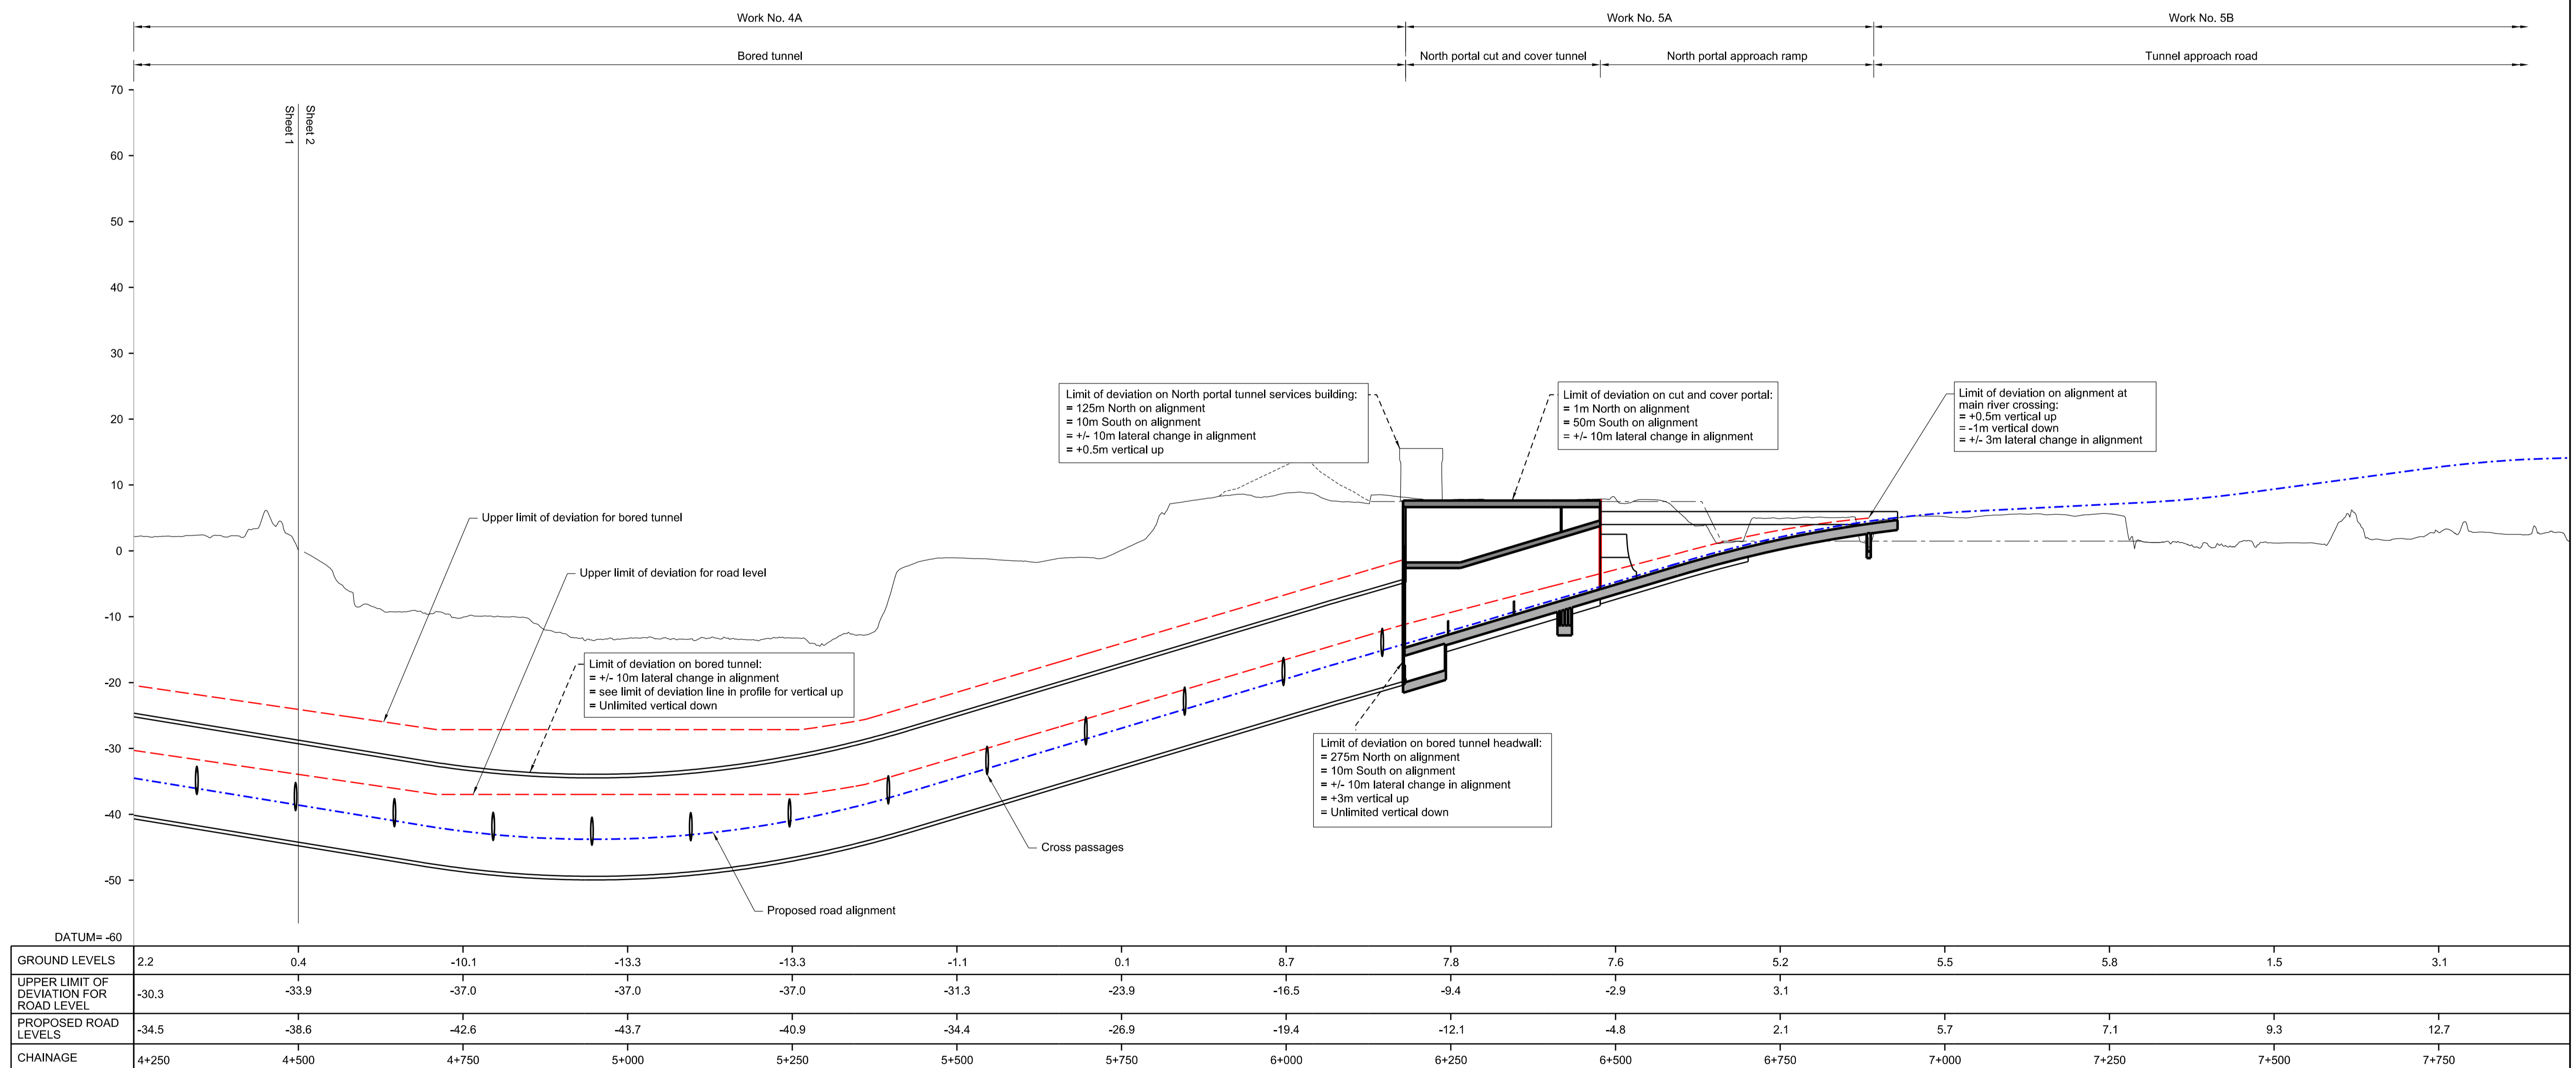 Work No. 4A
Work No. 5A
Work No. 5B
Bored tunnel
North portal cut and cover tunnel
North portal approach ramp
Tunnel approach road
70
60
50
40
30
20
10
0
-10
-20
-30
-40
-50
Sheet 1
Sheet 2
Limit of deviation on North portal tunnel services building:
= 125m North on alignment
= 10m South on alignment
= +/- 10m lateral change in alignment
= +0.5m vertical up
Limit of deviation on cut and cover portal:
= 1m North on alignment
= 50m South on alignment
= +/- 10m lateral change in alignment
Limit of deviation on alignment at
main river crossing:
= +0.5m vertical up
= -1m vertical down
= +/- 3m lateral change in alignment
Upper limit of deviation for bored tunnel
Upper limit of deviation for road level
Limit of deviation on bored tunnel:
= +/- 10m lateral change in alignment
= see limit of deviation line in profile for vertical up
= Unlimited vertical down
Limit of deviation on bored tunnel headwall:
= 275m North on alignment
= 10m South on alignment
= +/- 10m lateral change in alignment
= +3m vertical up
= Unlimited vertical down
Cross passages
Proposed road alignment
DATUM= -60
GROUND LEVELS 2.2 0.4 -10.1 -13.3 -13.3 -1.1 0.1 8.7 7.8 7.6 5.2 5.5 5.8 1.5 3.1
UPPER LIMIT OF
DEVIATION FOR
ROAD LEVEL
-30.3 -33.9 -37.0 -37.0 -37.0 -31.3 -23.9 -16.5 -9.4 -2.9 3.1
PROPOSED ROAD
LEVELS
-34.5 -38.6 -42.6 -43.7 -40.9 -34.4 -26.9 -19.4 -12.1 -4.8 2.1 5.7 7.1 9.3 12.7
CHAINAGE 4+250 4+500 4+750 5+000 5+250 5+500 5+750 6+000 6+250 6+500 6+750 7+000 7+250 7+500 7+750